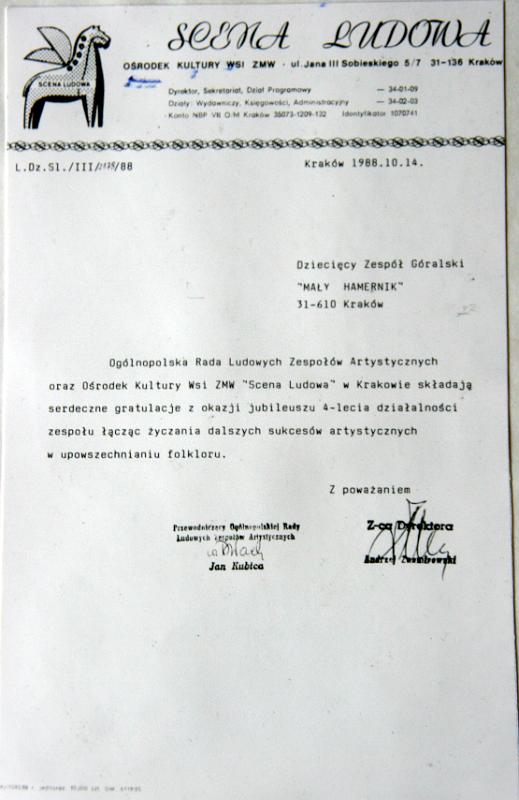 SCENA LUDOWA
SCENA LUDOWA
OŚRODEK KULTURY WSI ZMW · ul. Jana III Sobieskiego 5/7 31-136 Kraków
Dyrektor, Sekretariat, Dział Programowy — 34-01-09
Działy: Wydawniczy, Księgowości, Administracyjny — 34-02-03
Konto NBP VII O/M Kraków 35073-1209-132 Identyfikator 1070741
L.Dz.Sl./III/ /88 Kraków 1988.10.14.
Dziecięcy Zespół Góralski
"MAŁY HAMERNIK"
31-610 Kraków
Ogólnopolska Rada Ludowych Zespołów Artystycznych
oraz Ośrodek Kultury Wsi ZMW "Scena Ludowa" w Krakowie składają
serdeczne gratulacje z okazji jubileuszu 4-lecia działalności
zespołu łącząc życzania dalszych sukcesów artystycznych
w upowszechnianiu folkloru.
Z poważaniem
Przewodniczący Ogólnopolskiej Rady
Ludowych Zespołów Artystycznych
Jan Kubica
Z-ca Dyrektora
Andrzej